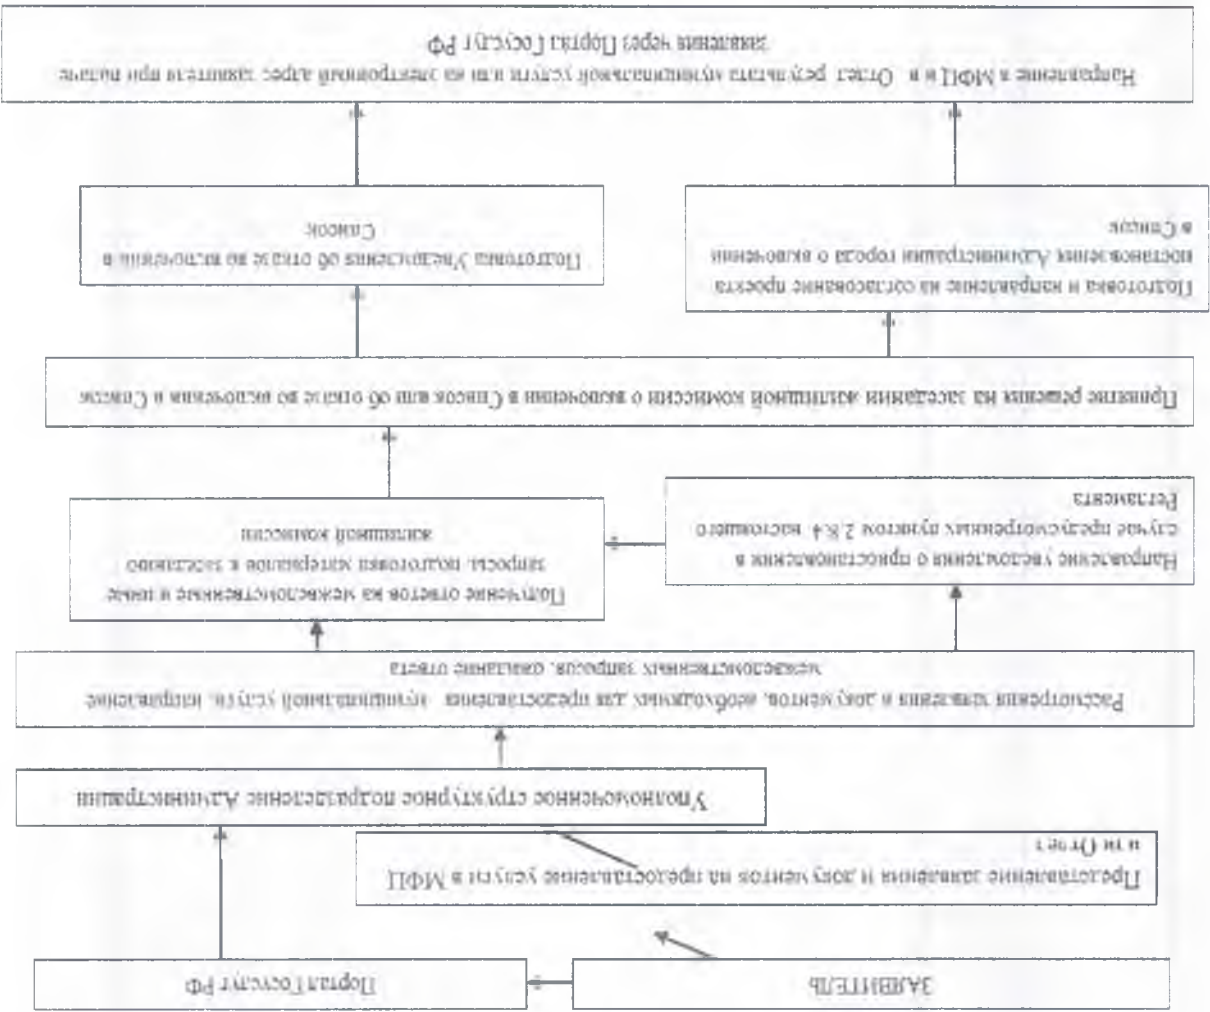 ЗАЯВИТЕЛЬ
Портал Госуслуг РФ
Представление заявления и документов на предоставление услуги в МФЦ
или Отдел
Уполномоченное структурное подразделение Администрации
Рассмотрения заявления и документов, необходимых для предоставления муниципальной услуги, направление
межведомственных запросов, ожидание ответа
Направление уведомления о приостановлении в
случае предусмотренных пунктом 2.8.4 настоящего
Регламента
Получение ответов на межведомственные и иные
запросы, подготовка материалов к заседанию
жилищной комиссии
Принятие решения на заседании жилищной комиссии о включении в Список или об отказе во включении в Список
Подготовка и направление на согласование проекта
постановления Администрации города о включении
в Список
Подготовка Уведомления об отказе во включении в
Список
Направление в МФЦ и в Отдел результата муниципальной услуги или на электронный адрес заявителя при подаче
заявления через Портал Госуслуг РФ